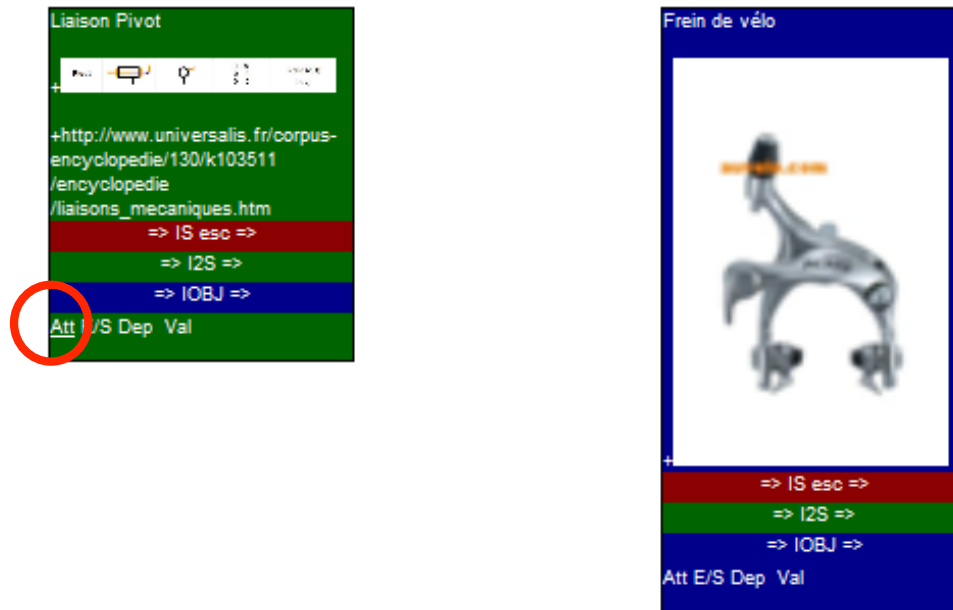 Liaison Pivot
+
+http://www.universalis.fr/corpus-
encyclopedie/130/k103511
/encyclopedie
/liaisons_mecaniques.htm
=> IS esc =>
=> I2S =>
=> IOBJ =>
Att E/S Dep Val
Frein de vélo
+
=> IS esc =>
=> I2S =>
=> IOBJ =>
Att E/S Dep Val